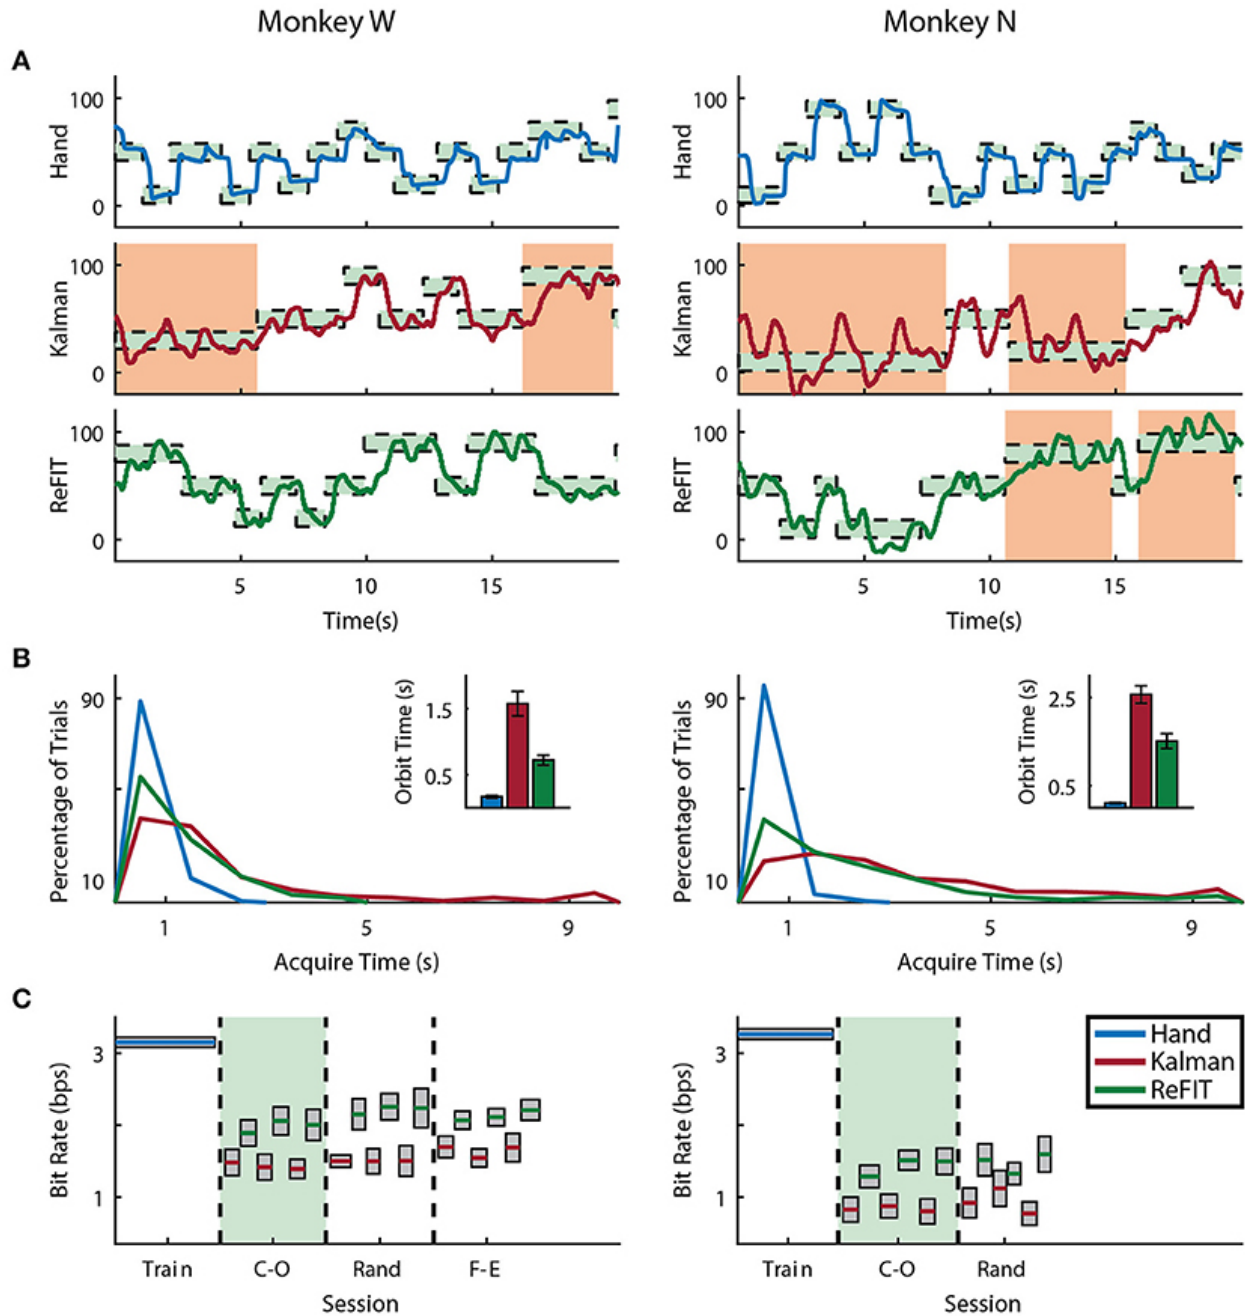 Monkey W
Monkey N
A
Hand
100
0
Hand
100
0
Kalman
100
0
Kalman
100
0
ReFIT
100
0
5
10
15
Time(s)
ReFIT
100
0
5
10
15
Time(s)
B
Percentage of Trials
90
10
1
5
9
Acquire Time (s)
Orbit Time (s)
1.5
0.5
Percentage of Trials
90
10
1
5
9
Acquire Time (s)
Orbit Time (s)
2.5
0.5
C
Bit Rate (bps)
3
1
Train
C-O
Rand
F-E
Session
Bit Rate (bps)
3
1
Train
C-O
Rand
Session
Hand
Kalman
ReFIT